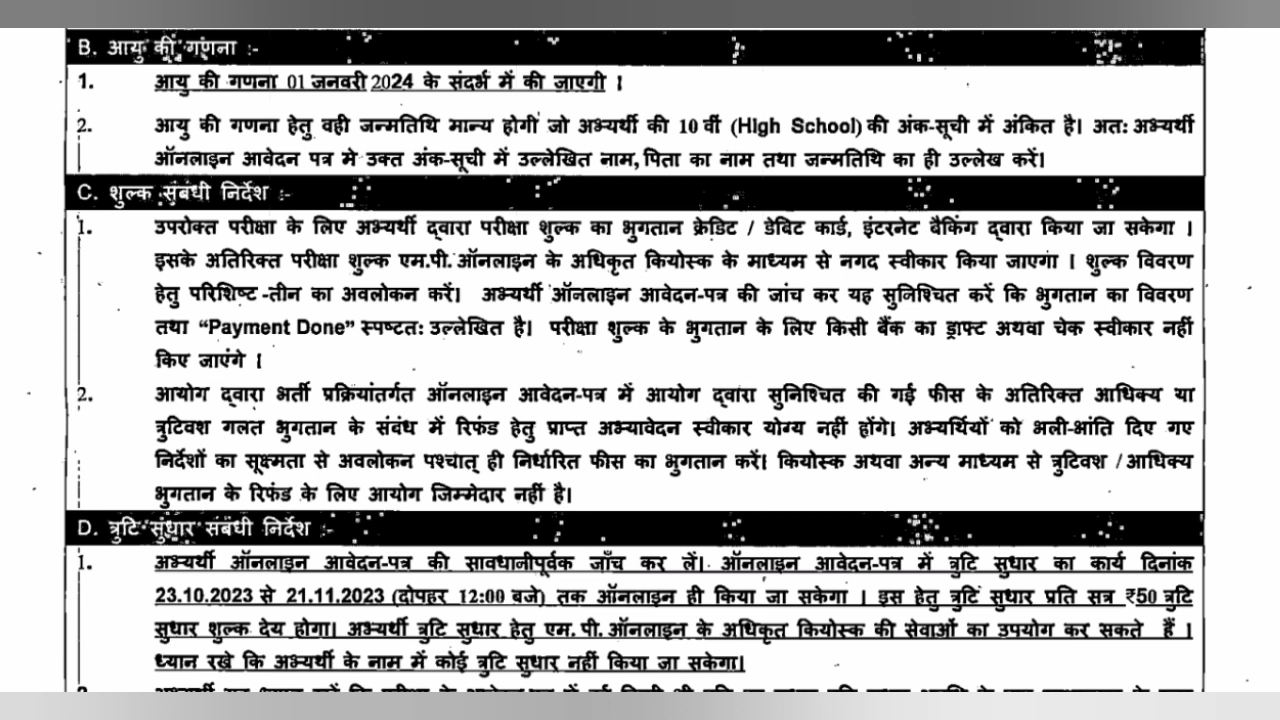 B. आयु की गणना :-
1. आयु की गणना 01 जनवरी 2024 के संदर्भ में की जाएगी ।
2. आयु की गणना हेतु वही जन्मतिथि मान्य होगी जो अभ्यर्थी की 10 वीं (High School) की अंक-सूची में अंकित है। अत: अभ्यर्थी
ऑनलाइन आवेदन पत्र मे उक्त अंक-सूची में उल्लेखित नाम, पिता का नाम तथा जन्मतिथि का ही उल्लेख करें।
C. शुल्क संबंधी निर्देश :-
1. उपरोक्त परीक्षा के लिए अभ्यर्थी द्वारा परीक्षा शुल्क का भुगतान क्रेडिट / डेबिट कार्ड, इंटरनेट बैकिंग द्वारा किया जा सकेगा ।
इसके अतिरिक्त परीक्षा शुल्क एम.पी. ऑनलाइन के अधिकृत कियोस्क के माध्यम से नगद स्वीकार किया जाएगा । शुल्क विवरण
हेतु परिशिष्ट -तीन का अवलोकन करें। अभ्यर्थी ऑनलाइन आवेदन-पत्र की जांच कर यह सुनिश्चित करें कि भुगतान का विवरण
तथा “Payment Done” स्पष्टत: उल्लेखित है। परीक्षा शुल्क के भुगतान के लिए किसी बैंक का ड्राफ्ट अथवा चेक स्वीकार नहीं
किए जाएंगे ।
2. आयोग द्वारा भर्ती प्रक्रियांतर्गत ऑनलाइन आवेदन-पत्र में आयोग द्वारा सुनिश्चित की गई फीस के अतिरिक्त आधिक्य या
त्रुटिवश गलत भुगतान के संबंध में रिफंड हेतु प्राप्त अभ्यावेदन स्वीकार योग्य नहीं होंगे। अभ्यर्थियों को भली-भांति दिए गए
निर्देशों का सूक्ष्मता से अवलोकन पश्चात् ही निर्धारित फीस का भुगतान करें। कियोस्क अथवा अन्य माध्यम से त्रुटिवश / आधिक्य
भुगतान के रिफंड के लिए आयोग जिम्मेदार नहीं है।
D. त्रुटि सुधार संबंधी निर्देश :-
1. अभ्यर्थी ऑनलाइन आवेदन-पत्र की सावधानीपूर्वक जाँच कर लें। ऑनलाइन आवेदन-पत्र में त्रुटि सुधार का कार्य दिनांक
23.10.2023 से 21.11.2023 (दोपहर 12:00 बजे) तक ऑनलाइन ही किया जा सकेगा । इस हेतु त्रुटि सुधार प्रति सत्र ₹50 त्रुटि
सुधार शुल्क देय होगा। अभ्यर्थी त्रुटि सुधार हेतु एम. पी. ऑनलाइन के अधिकृत कियोस्क की सेवाओं का उपयोग कर सकते हैं ।
ध्यान रखे कि अभ्यर्थी के नाम में कोई त्रुटि सुधार नहीं किया जा सकेगा।